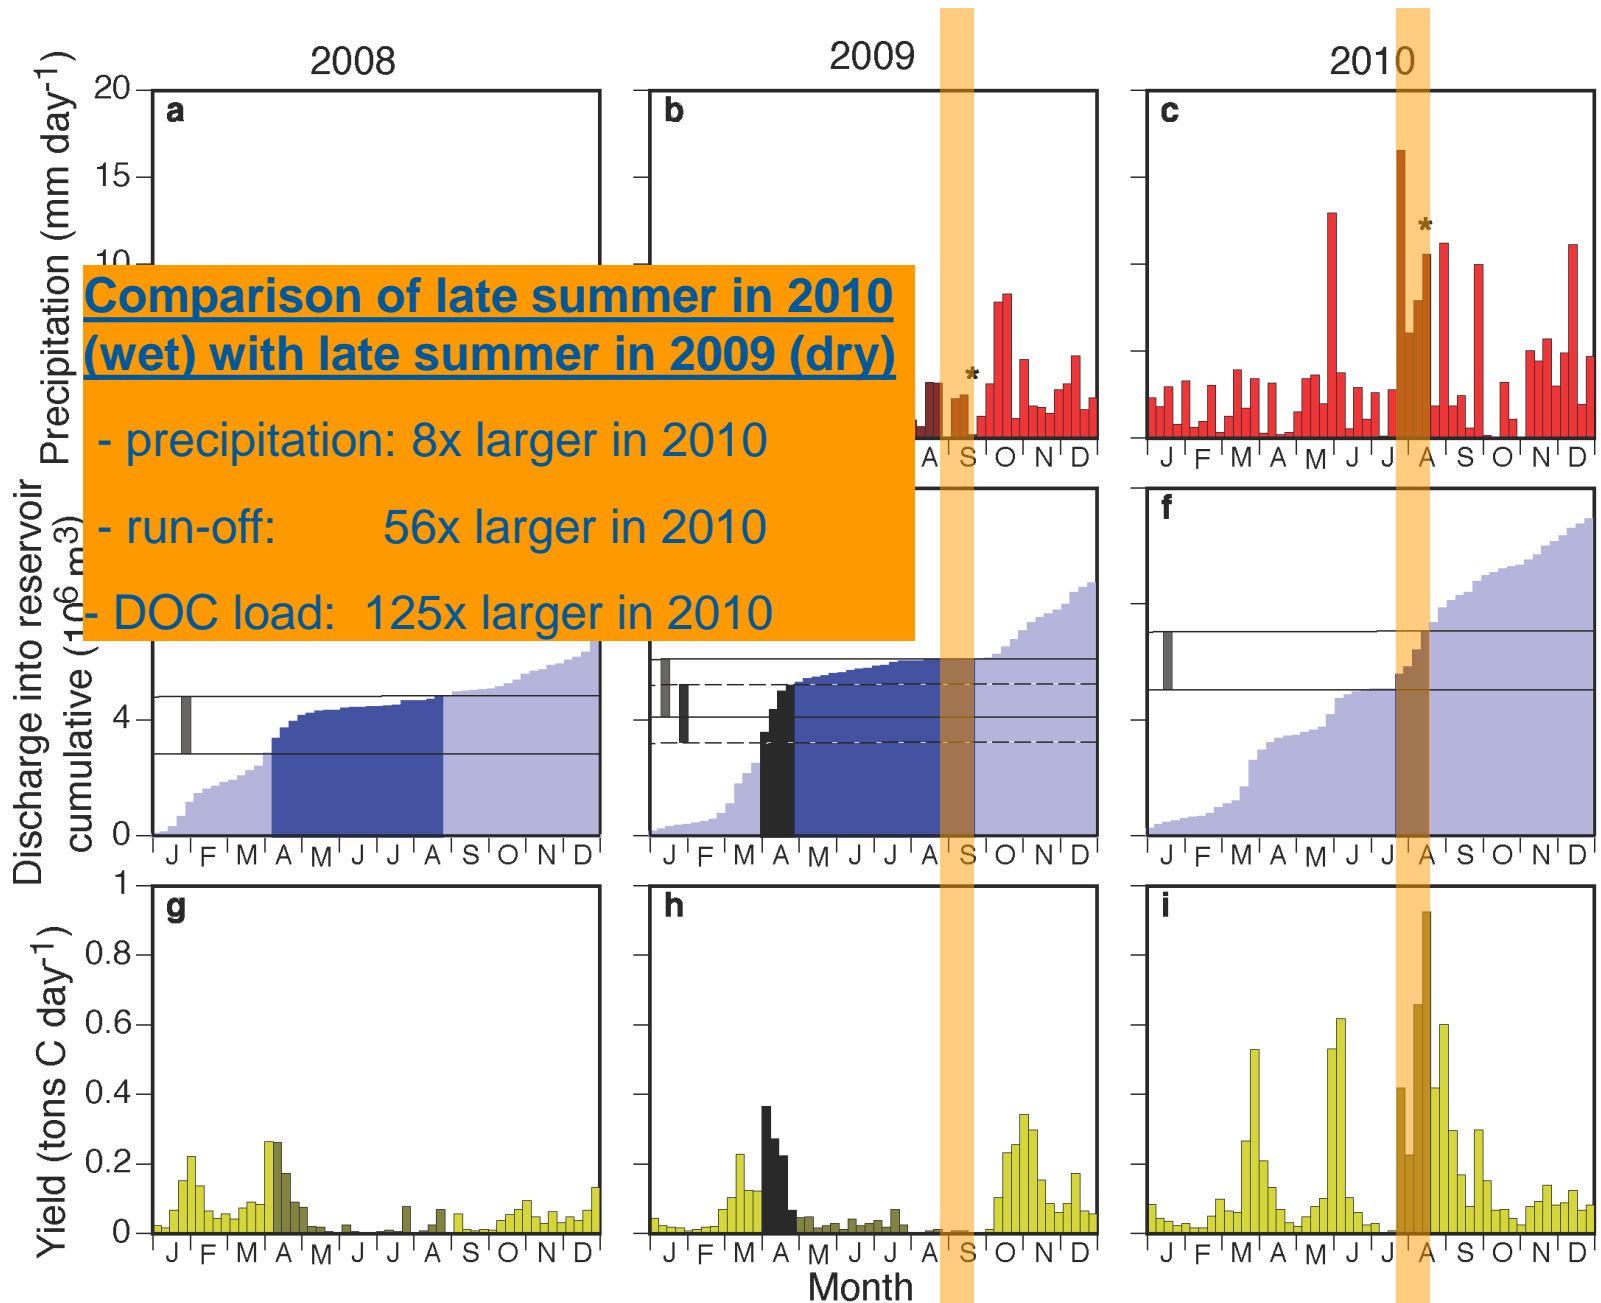 2008
2009
2010
Precipitation (mm day-1)
20
15
10
a
b
c
*
*
Comparison of late summer in 2010
(wet) with late summer in 2009 (dry)
- precipitation: 8x larger in 2010
- run-off: 56x larger in 2010
- DOC load: 125x larger in 2010
A S O N D
J F M A M J J A S O N D
Discharge into reservoir
cumulative (106 m3)
f
4
0
J F M A M J J A S O N D
J F M A M J J A S O N D
J F M A M J J A S O N D
Yield (tons C day-1)
1
0.8
0.6
0.4
0.2
0
g
h
i
J F M A M J J A S O N D
J F M A M J J A S O N D
J F M A M J J A S O N D
Month